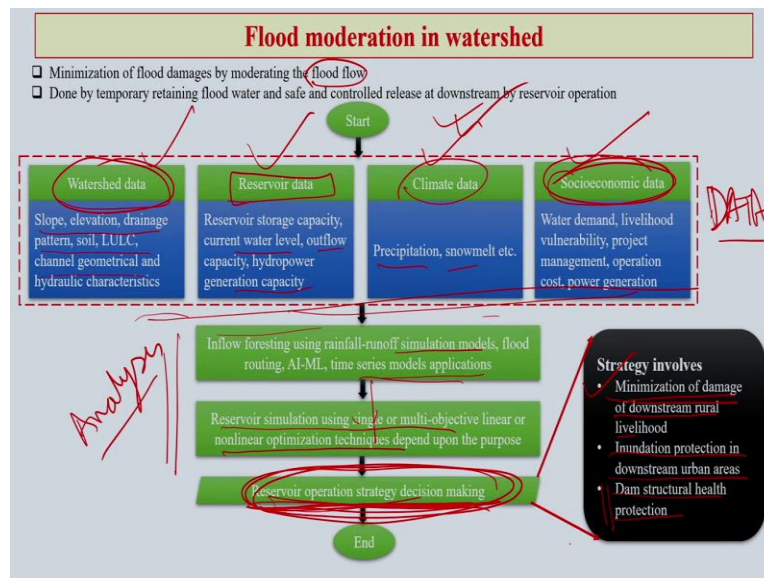 Flood moderation in watershed
❑ Minimization of flood damages by moderating the flood flow
❑ Done by temporary retaining flood water and safe and controlled release at downstream by reservoir operation
Start
Watershed data
Slope, elevation, drainage
pattern, soil, LULC,
channel geometrical and
hydraulic characteristics
Reservoir data
Reservoir storage capacity,
current water level, outflow
capacity, hydropower
generation capacity
Climate data
Precipitation, snowmelt etc.
Socioeconomic data
Water demand, livelihood
vulnerability, project
management, operation
cost, power generation
DATA
Analysis
Inflow foresting using rainfall-runoff simulation models, flood
routing, AI-ML, time series models applications
Reservoir simulation using single or multi-objective linear or
nonlinear optimization techniques depend upon the purpose
Reservoir operation strategy decision making
End
Strategy involves
• Minimization of damage
of downstream rural
livelihood
• Inundation protection in
downstream urban areas
• Dam structural health
protection